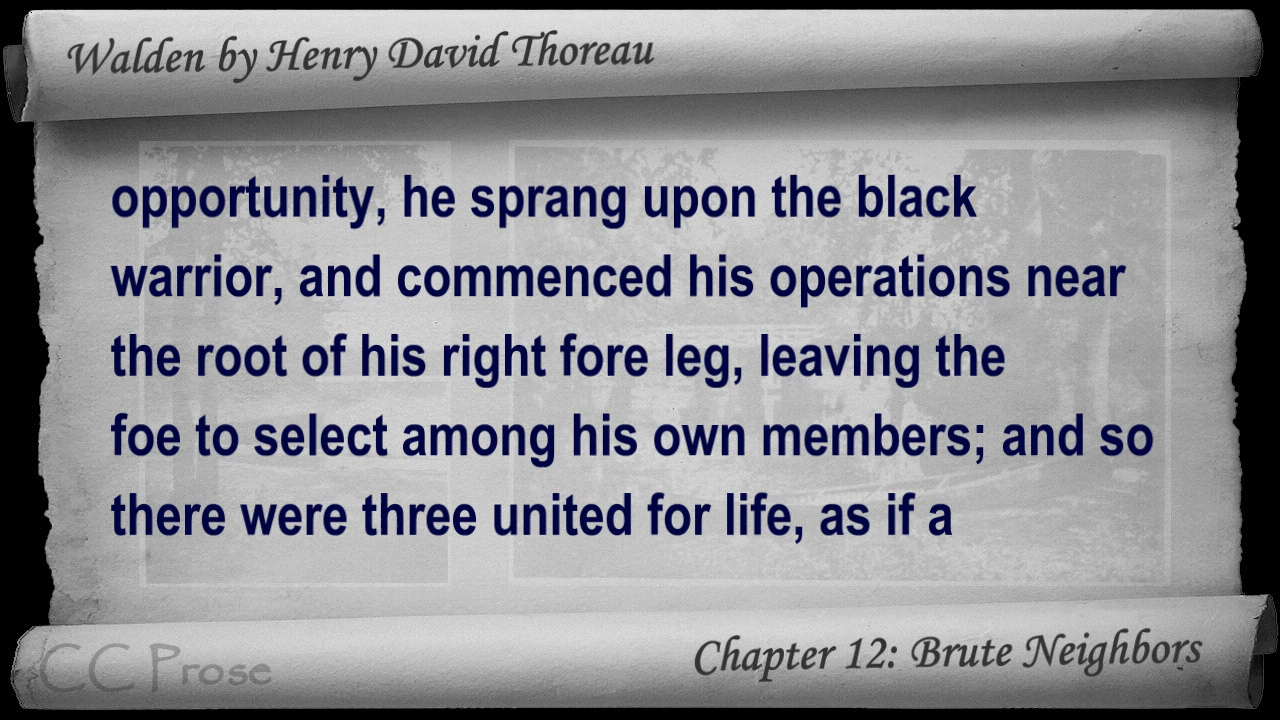 Walden by Henry David Thoreau
opportunity, he sprang upon the black
warrior, and commenced his operations near
the root of his right fore leg, leaving the
foe to select among his own members; and so
there were three united for life, as if a
CC Prose
Chapter 12: Brute Neighbors